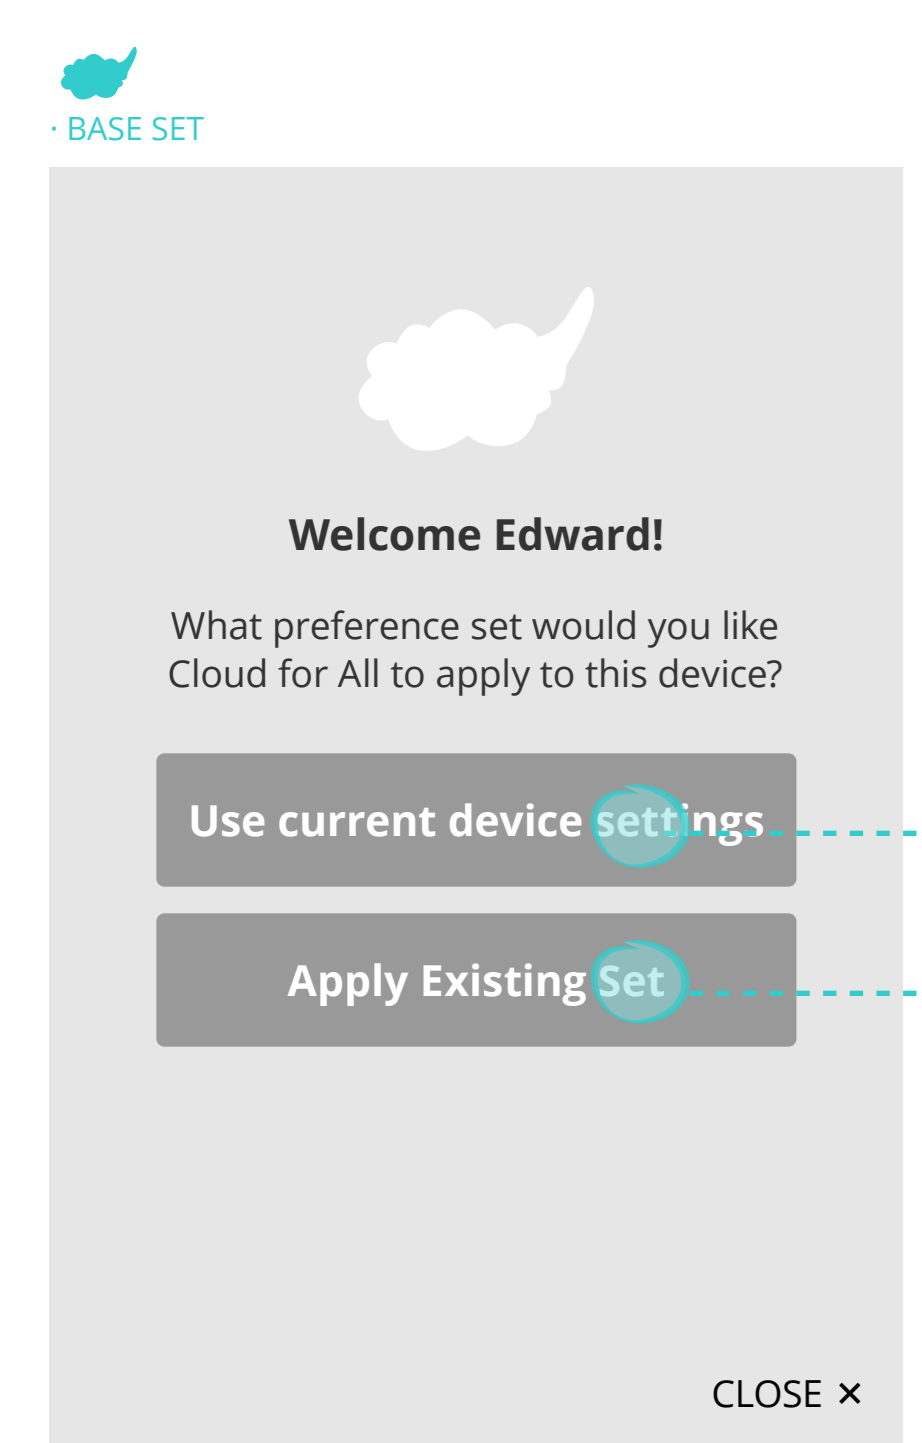 · BASE SET
Welcome Edward!
What preference set would you like
Cloud for All to apply to this device?
Use current device settings
Apply Existing Set
CLOSE ×